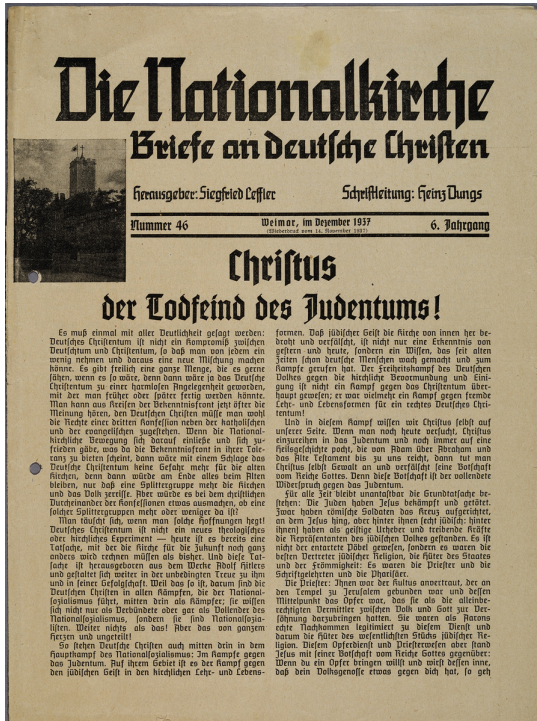 Die Nationalkirche
Briefe an Deutsche Christen
Herausgeber: Siegfried Leffler
Schriftleitung: Heinz Dungs
Nummer 46
Weimar, im Dezember 1937
(Wiederdruck vom 14. November 1937)
6. Jahrgang
Christus
der Todfeind des Judentums!
Es muß einmal mit aller Deutlichkeit gesagt werden:
Deutsches Christentum ist nicht ein Kompromiß zwischen
Deutschtum und Christentum, so daß man von jedem ein
wenig nehmen und daraus eine neue Mischung machen
könne. Es gibt freilich eine ganze Menge, die es gerne
sähen, wenn es so wäre, denn dann wäre ja das Deutsche
Christentum zu einer harmlosen Angelegenheit geworden,
mit der man früher oder später fertig werden könnte.
Man kann aus Kreisen der Bekenntnisfront jetzt öfter die
Meinung hören, den Deutschen Christen müsse man wohl
die Rechte einer dritten Konfession neben der katholischen
und der evangelischen zugestehen. Wenn die National-
kirchliche Bewegung sich darauf einließe und sich zu-
frieden gäbe, was da die Bekenntnisfront in ihrer Tole-
ranz zu bieten scheint, dann wäre mit einem Schlage das
Deutsche Christentum keine Gefahr mehr für die alten
Kirchen, denn dann würde am Ende alles beim Alten
bleiben, nur daß eine Splittergruppe mehr die Kirchen
und das Volk zerrisse. Aber würde es bei dem christlichen
Durcheinander der Konfessionen etwas ausmachen, ob eine
solcher Splittergruppen mehr oder weniger da ist?
Man täuscht sich, wenn man solche Hoffnungen hegt!
Deutsches Christentum ist nicht ein neues theologisches
oder kirchliches Experiment — heute ist es bereits eine
Tatsache, mit der die Kirche für die Zukunft noch ganz
anders wird rechnen müssen als bisher. Und diese Tat-
sache ist herausgeboren aus dem Werke Adolf Hitlers
und gestaltet sich weiter in der unbedingten Treue zu ihm
und in seiner Gefolgschaft. Weil das so ist, darum sind die
Deutschen Christen in allen Kämpfen, die der National-
sozialismus führt, mitten drin als Kämpfer; sie wissen
sich nicht nur als Verbündete oder gar als Vollender des
Nationalsozialismus, sondern sie sind Nationalsozia-
listen. Weiter nichts als das! Aber das von ganzem
Herzen und ungeteilt!
So stehen Deutsche Christen auch mitten drin in dem
Hauptkampf des Nationalsozialismus: Im Kampfe gegen
das Judentum. Auf ihrem Gebiet ist der Kampf gegen
den jüdischen Geist in den kirchlichen Lehr- und Lebens-
formen. Daß jüdischer Geist die Kirche von innen her be-
droht und verfälscht, ist nicht nur eine Erkenntnis von
gestern und heute, sondern ein Wissen, das seit alten
Zeiten schon deutsche Menschen wach gemacht und zum
Kampfe gerufen hat. Der Freiheitskampf des Deutschen
Volkes gegen die kirchliche Bevormundung und Eini-
gung ist nicht ein Kampf gegen das Christentum über-
haupt gewesen; er war vielmehr ein Kampf gegen fremde
Lehr- und Lebensformen für ein rechtes Deutsches Chri-
stentum!
Und in diesem Kampf wissen wir Christus selbst auf
unserer Seite. Wenn man noch heute versucht, Christus
einzureihen in das Judentum und noch immer auf eine
Heilsgeschichte pocht, die von Adam über Abraham und
das Alte Testament bis zu uns reicht, dann tut man
Christus selbst Gewalt an und verfälscht seine Botschaft
vom Reiche Gottes. Denn diese Botschaft ist der vollendete
Widerspruch gegen das Judentum.
Für alle Zeit bleibt unantastbar die Grundtatsache be-
stehen: Die Juden haben Jesus bekämpft und getötet.
Zwar haben römische Soldaten das Kreuz aufgerichtet,
an dem Jesus hing, aber hinter ihnen (echt jüdisch: hinter
ihnen) haben als geistige Urheber und treibende Kräfte
die Repräsentanten des jüdischen Volkes gestanden. Es ist
nicht der entartete Pöbel gewesen, sondern es waren die
besten Vertreter jüdischer Religion, die Hüter des Staates
und der Frömmigkeit: Es waren die Priester und die
Schriftgelehrten und die Pharisäer.
Die Priester: Ihnen war der Kultus anvertraut, der an
den Tempel zu Jerusalem gebunden war und dessen
Mittelpunkt das Opfer war, das sie als die alleinbe-
rechtigten Vermittler zwischen Volk und Gott zur Ver-
söhnung darzubringen hatten. Sie waren als Aarons
rechte Nachkommen legitimiert zu diesem Dienst und
darum die Hüter des wesentlichsten Stücks jüdischer Re-
ligion. Diesem Opferdienst und Priesterwesen aber stand
Jesus mit seiner Botschaft vom Reiche Gottes gegenüber:
Wenn du ein Opfer bringen willst und wirst dessen inne,
daß dein Volksgenosse etwas gegen dich hat, so geh